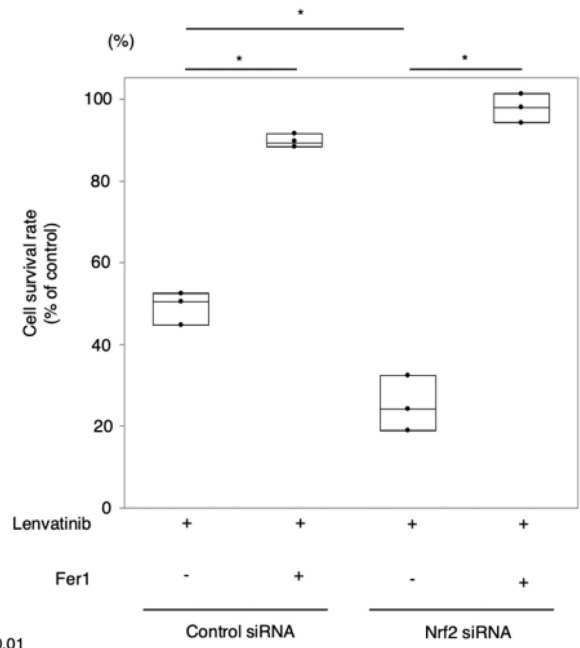 *
(%)
* *
100
80
60
40
20
0
Cell survival rate
(% of control)
Lenvatinib + + + +
Fer1 - + - +
Control siRNA Nrf2 siRNA